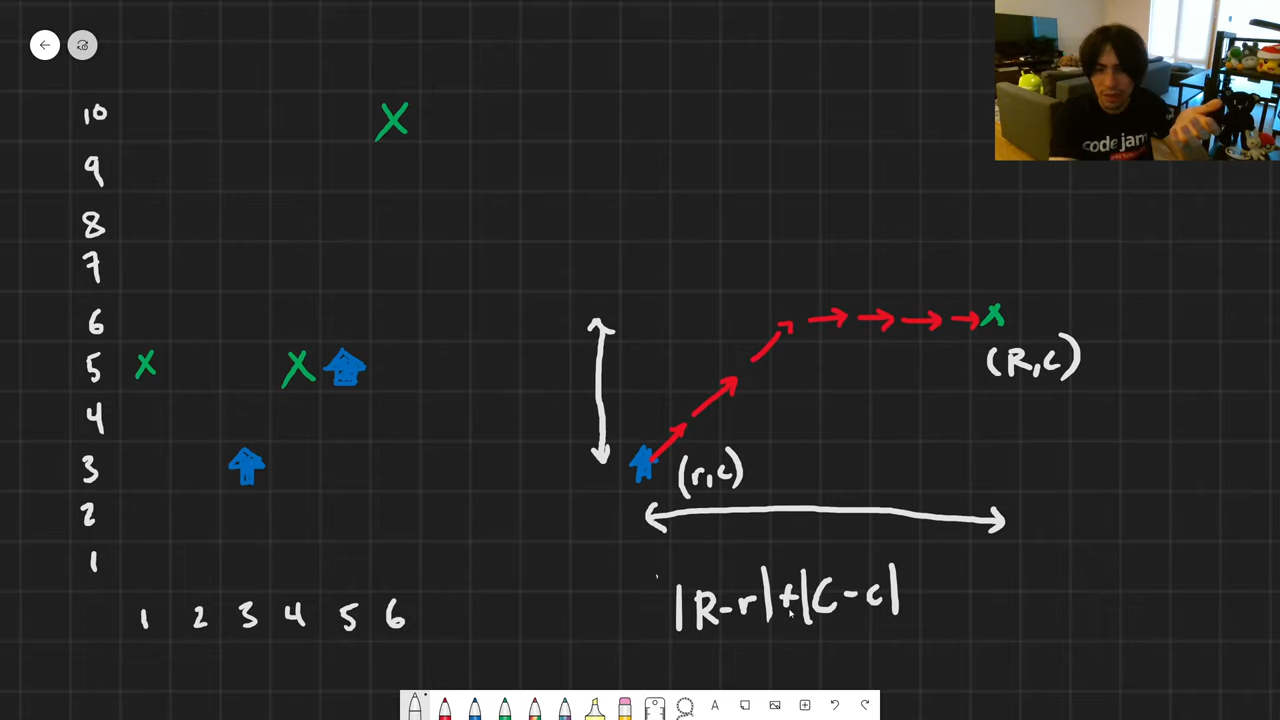 10
9
8
7
6
5
4
3
2
1
1 2 3 4 5 6
X
X
X
x
(R,C)
(r,c)
|R-r|+|C-c|
code jam
A